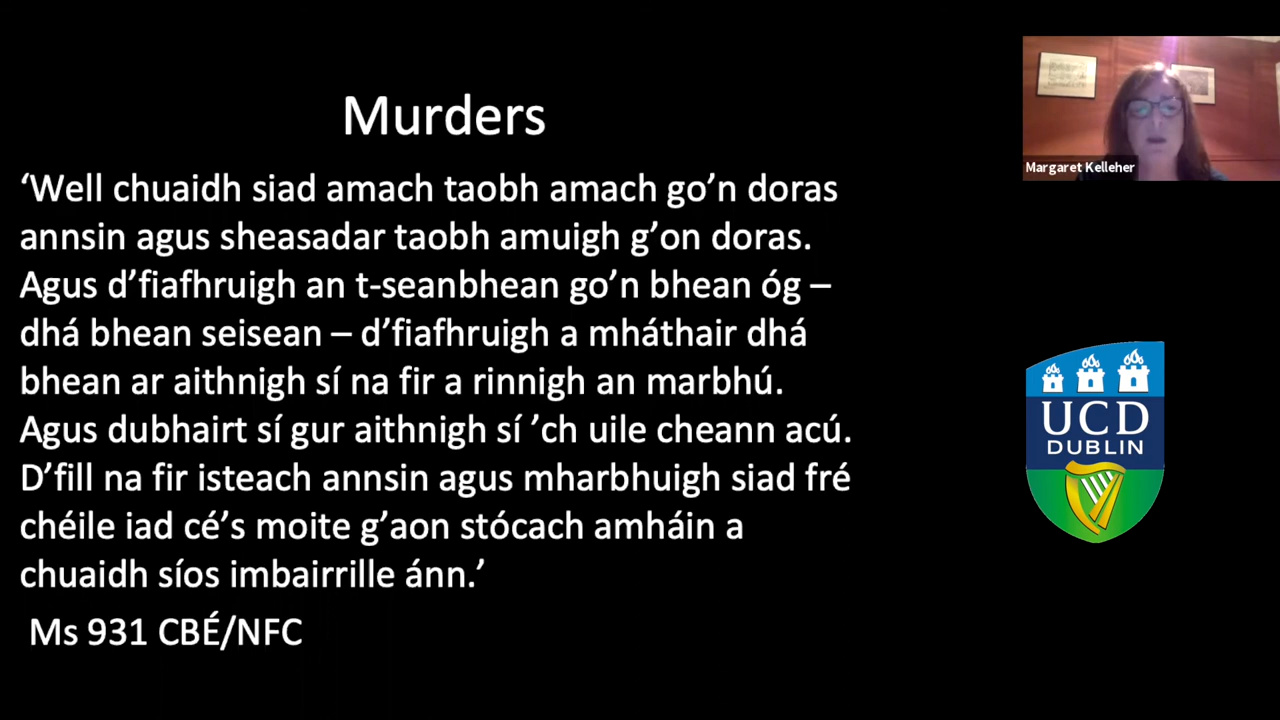 Murders
‘Well chuaidh siad amach taobh amach go’n doras
annsin agus sheasadar taobh amuigh g’on doras.
Agus d’fiafhruigh an t-seanbhean go’n bhean óg –
dhá bhean seisean – d’fiafhruigh a mháthair dhá
bhean ar aithnigh sí na fir a rinnigh an marbhú.
Agus dubhairt sí gur aithnigh sí ’ch uile cheann acú.
D’fill na fir isteach annsin agus mharbhuigh siad fré
chéile iad cé’s moite g’aon stócach amháin a
chuaidh síos imbairrille ánn.’
Ms 931 CBÉ/NFC
Margaret Kelleher
UCD
DUBLIN